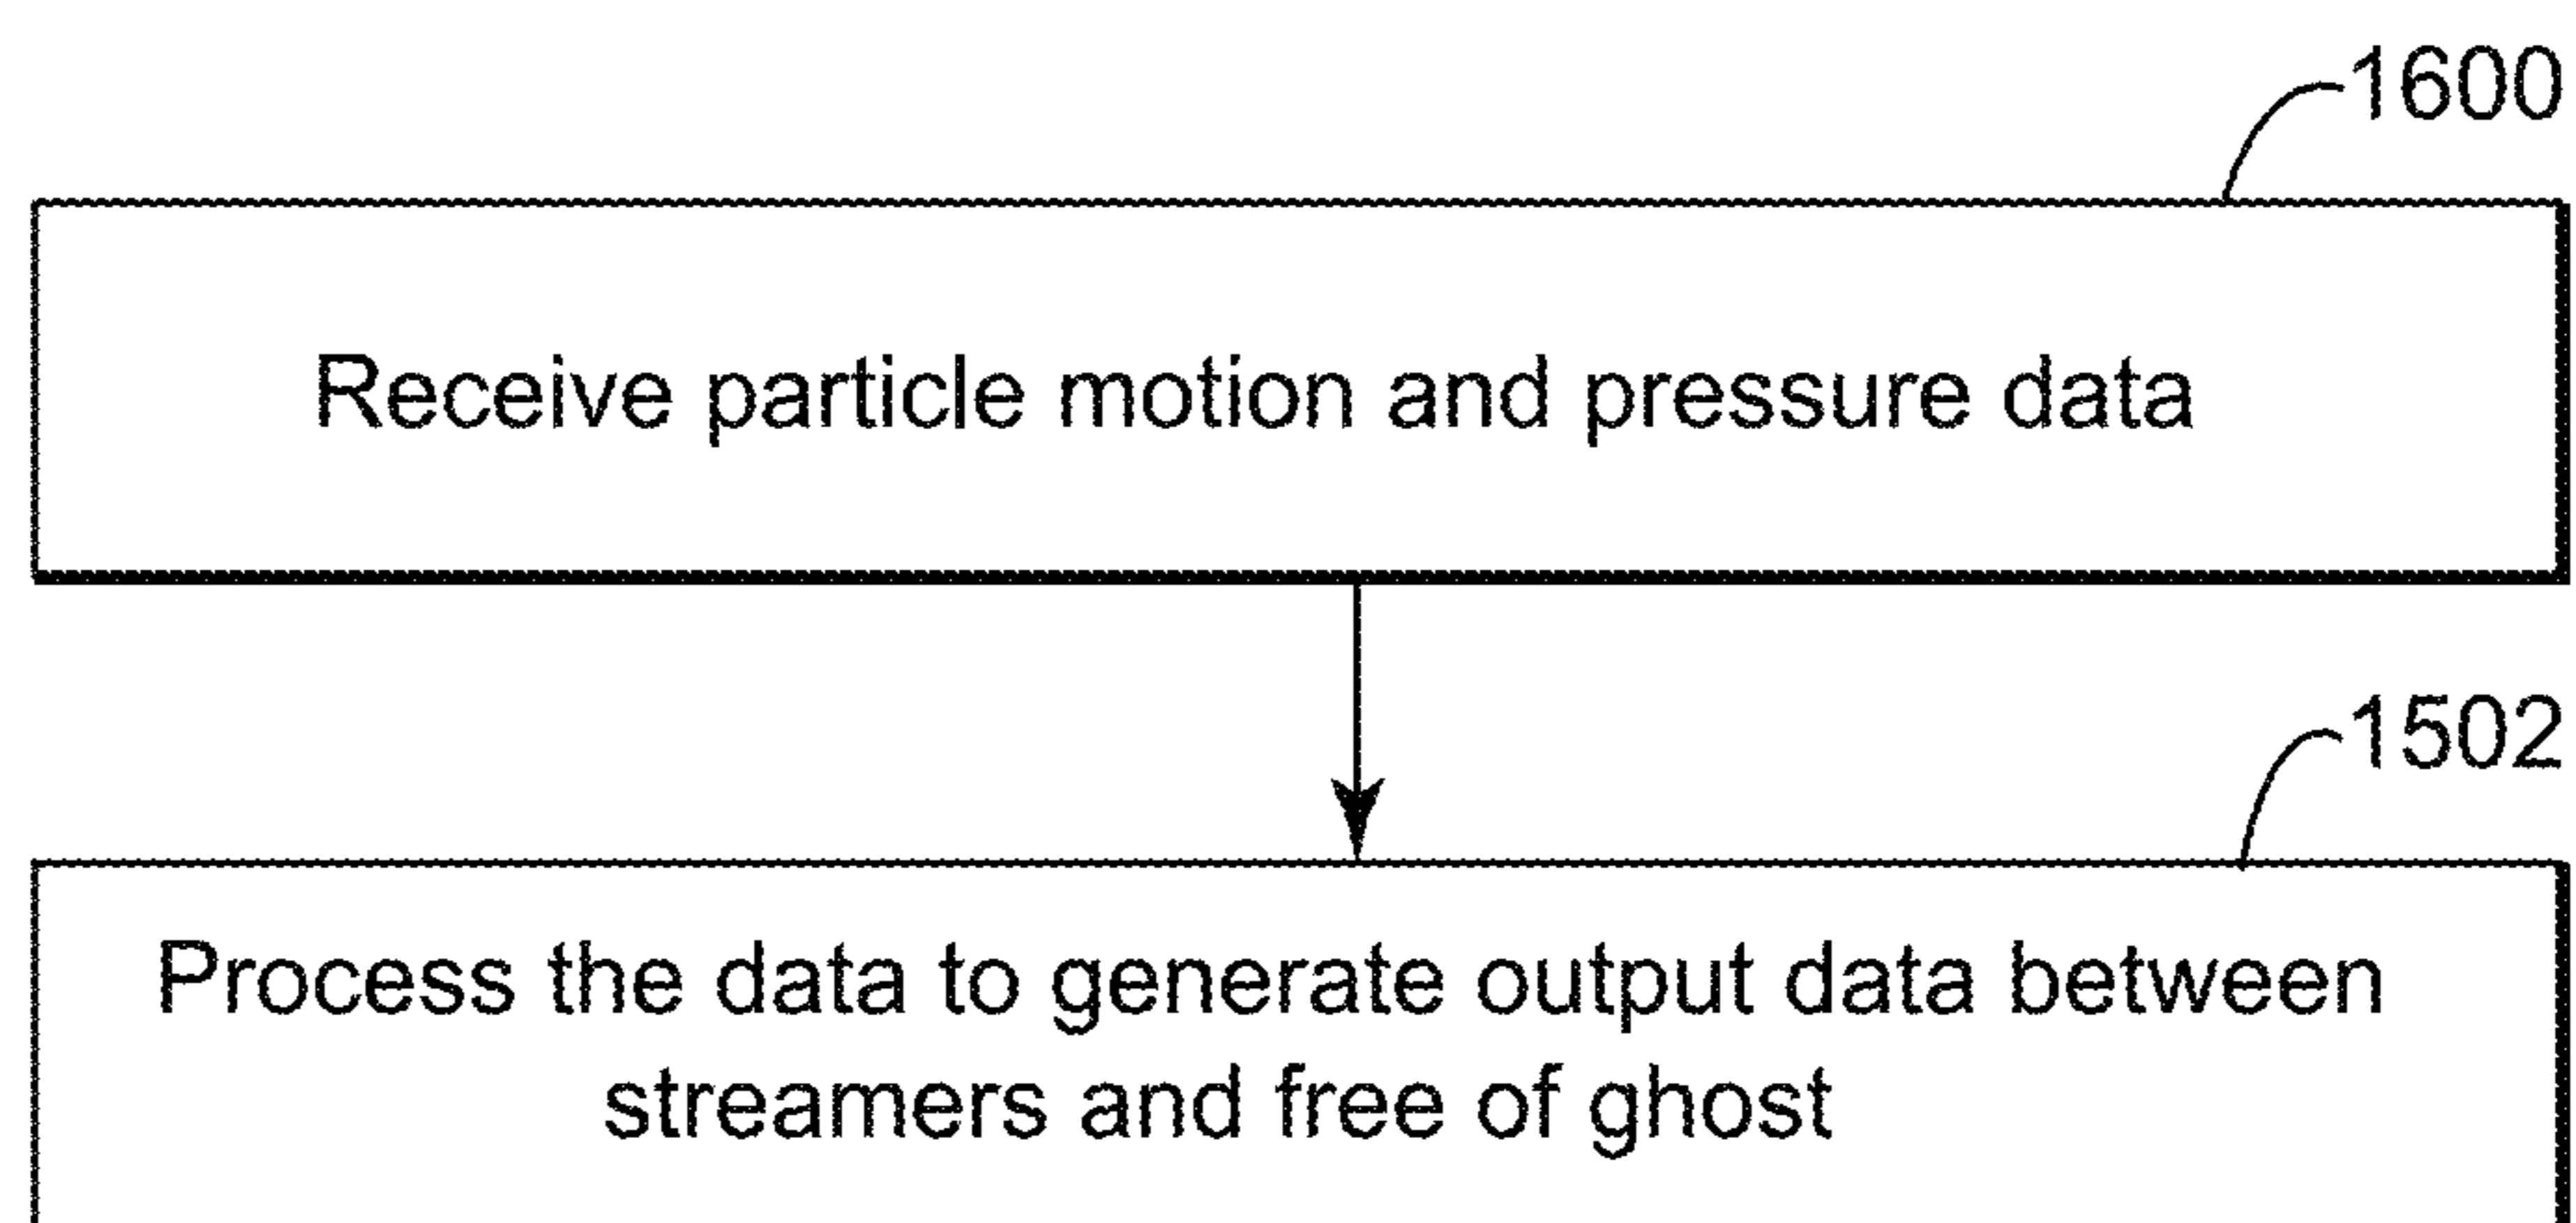 1600
Receive particle motion and pressure data
1502
Process the data to generate output data between
streamers and free of ghost